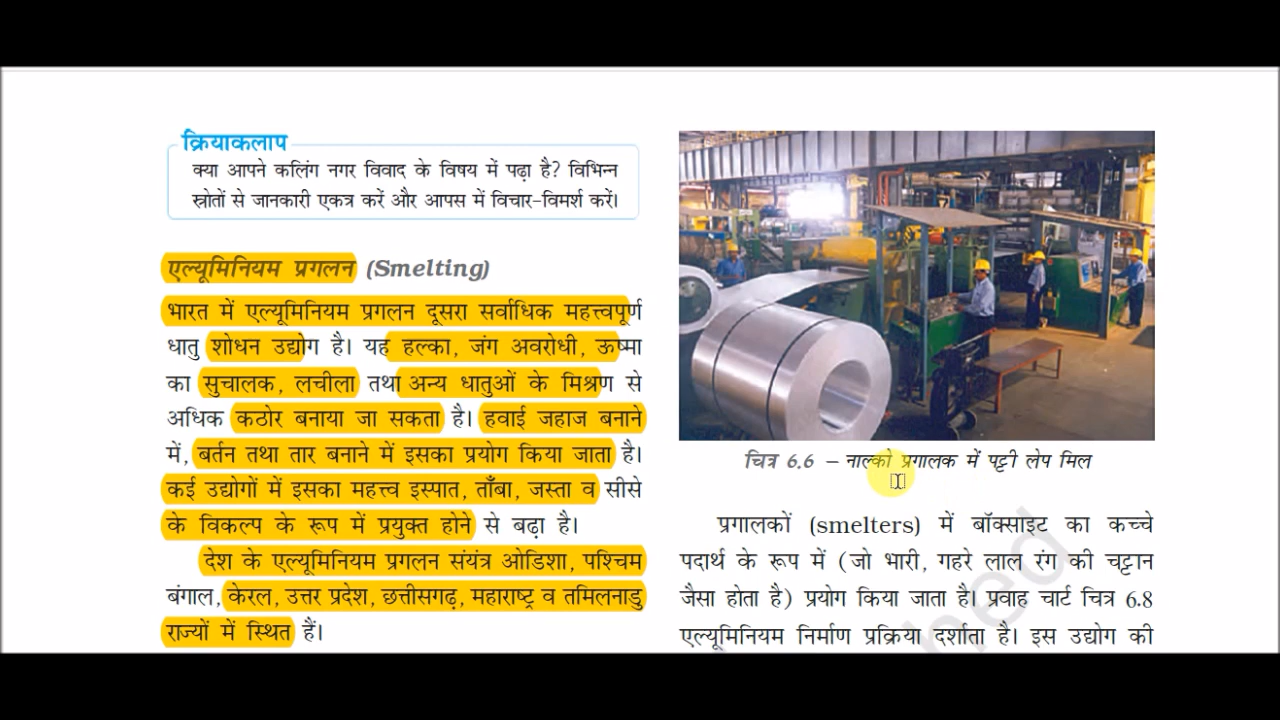 क्रियाकलाप
क्या आपने कलिंग नगर विवाद के विषय में पढ़ा है? विभिन्न
स्रोतों से जानकारी एकत्र करें और आपस में विचार-विमर्श करें।
एल्यूमिनियम प्रगलन (Smelting)
भारत में एल्यूमिनियम प्रगलन दूसरा सर्वाधिक महत्त्वपूर्ण
धातु शोधन उद्योग है। यह हल्का, जंग अवरोधी, ऊष्मा
का सुचालक, लचीला तथा अन्य धातुओं के मिश्रण से
अधिक कठोर बनाया जा सकता है। हवाई जहाज बनाने
में, बर्तन तथा तार बनाने में इसका प्रयोग किया जाता है।
कई उद्योगों में इसका महत्त्व इस्पात, ताँबा, जस्ता व सीसे
के विकल्प के रूप में प्रयुक्त होने से बढ़ा है।
देश के एल्यूमिनियम प्रगलन संयंत्र ओडिशा, पश्चिम
बंगाल, केरल, उत्तर प्रदेश, छत्तीसगढ़, महाराष्ट्र व तमिलनाडु
राज्यों में स्थित हैं।
चित्र 6.6 – नाल्को प्रगालक में पट्टी लेप मिल
प्रगालकों (smelters) में बॉक्साइट का कच्चे
पदार्थ के रूप में (जो भारी, गहरे लाल रंग की चट्टान
जैसा होता है) प्रयोग किया जाता है। प्रवाह चार्ट चित्र 6.8
एल्यूमिनियम निर्माण प्रक्रिया दर्शाता है। इस उद्योग की